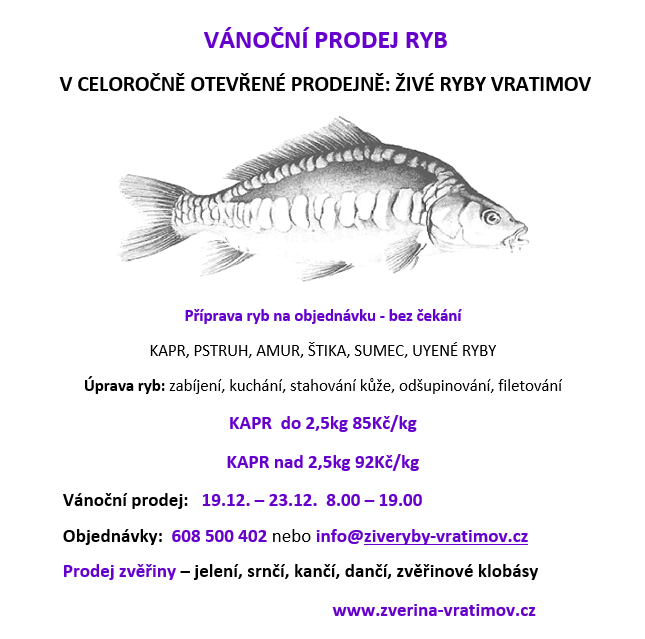 VÁNOČNÍ PRODEJ RYB
V CELOROČNĚ OTEVŘENÉ PRODEJNĚ: ŽIVÉ RYBY VRATIMOV
Příprava ryb na objednávku - bez čekání
KAPR, PSTRUH, AMUR, ŠTIKA, SUMEC, UYENÉ RYBY
Úprava ryb: zabíjení, kuchání, stahování kůže, odšupinování, filetování
KAPR do 2,5kg 85Kč/kg
KAPR nad 2,5kg 92Kč/kg
Vánoční prodej: 19.12. – 23.12. 8.00 – 19.00
Objednávky: 608 500 402 nebo info@ziveryby-vratimov.cz
Prodej zvěřiny – jelení, srnčí, kančí, dančí, zvěřinové klobásy
www.zverina-vratimov.cz